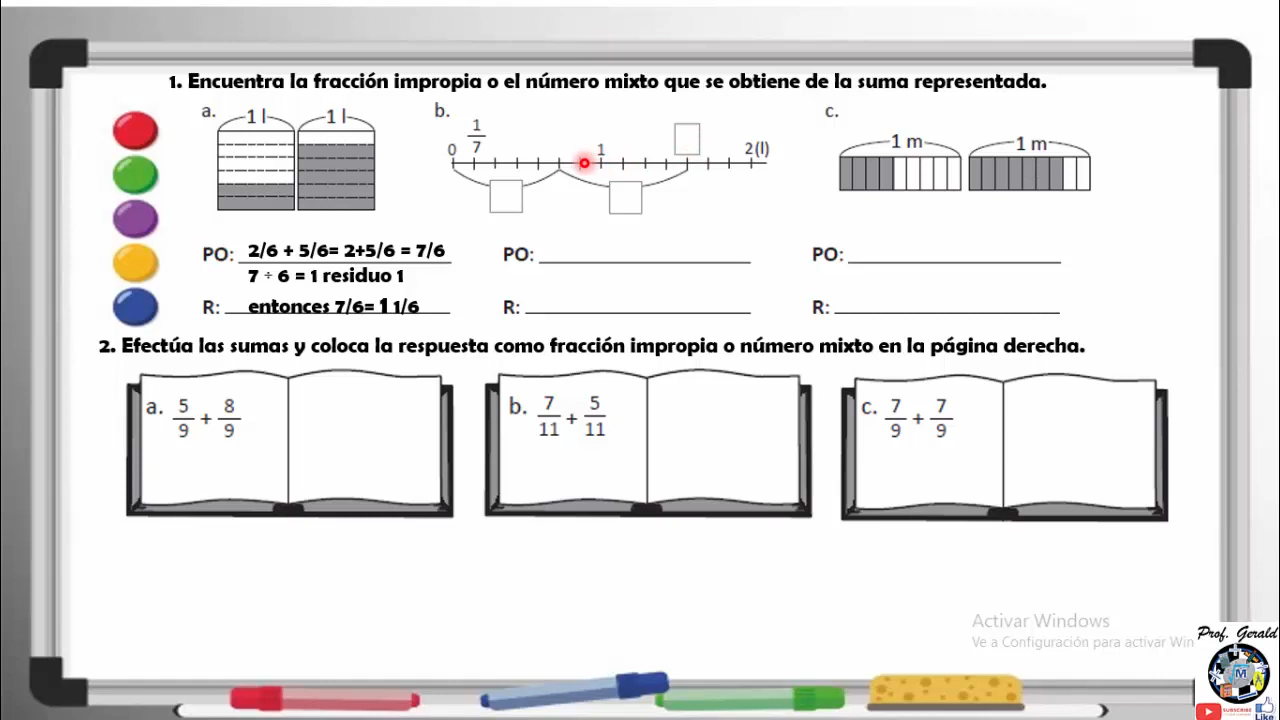 1. Encuentra la fracción impropia o el número mixto que se obtiene de la suma representada.
a.
1 l 1 l
b.
1/7
0 1 2(l)
c.
1 m 1 m
PO: 2/6 + 5/6= 2+5/6 = 7/6
7 ÷ 6 = 1 residuo 1
R: entonces 7/6= 1 1/6
PO:
R:
PO:
R:
2. Efectúa las sumas y coloca la respuesta como fracción impropia o número mixto en la página derecha.
a. 5/9 + 8/9
b. 7/11 + 5/11
c. 7/9 + 7/9
Activar Windows
Ve a Configuración para activar Win
Prof. Gerald
SUBSCRIBE
Like